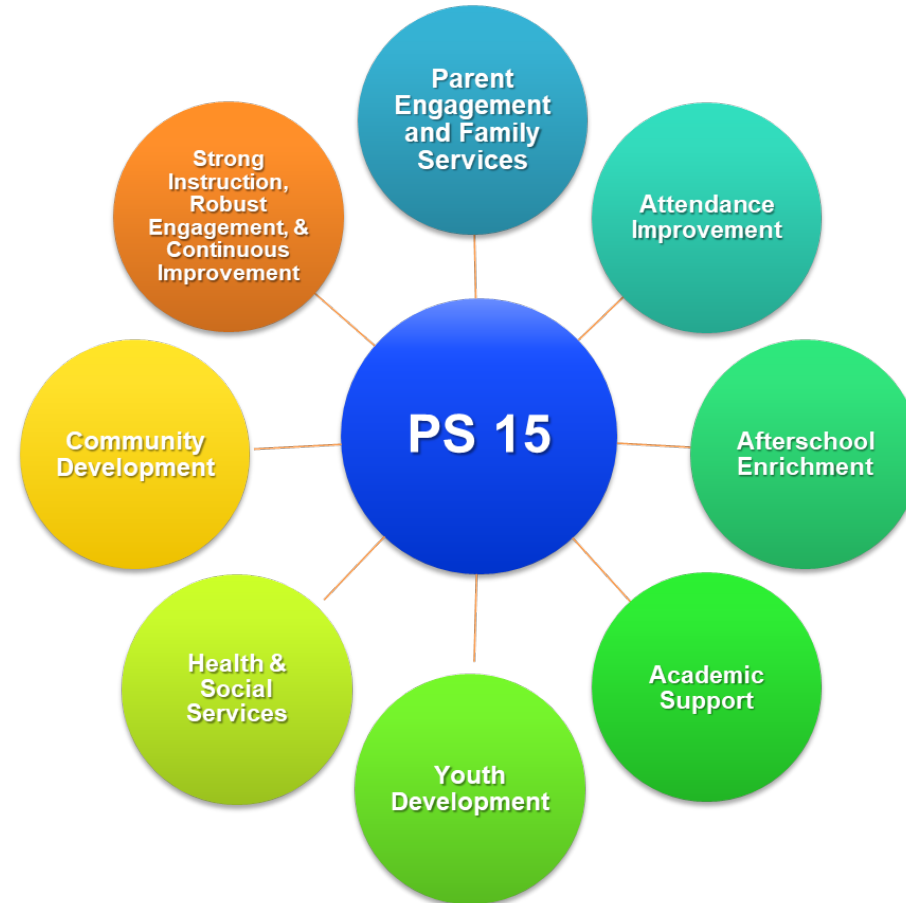 Parent
Engagement
and Family
Services
Attendance
Improvement
Afterschool
Enrichment
Academic
Support
Youth
Development
Health &
Social
Services
Community
Development
Strong
Instruction,
Robust
Engagement, &
Continuous
Improvement
PS 15